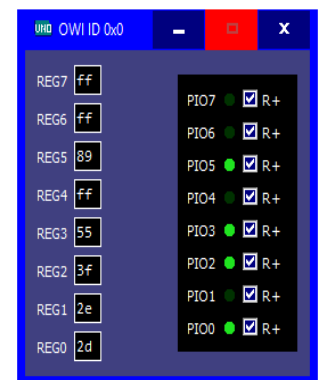 UNO OWI ID 0x0
REG7 ff
REG6 ff
REG5 89
REG4 ff
REG3 55
REG2 3f
REG1 2e
REG0 2d
PIO7 R+
PIO6 R+
PIO5 R+
PIO4 R+
PIO3 R+
PIO2 R+
PIO1 R+
PIO0 R+